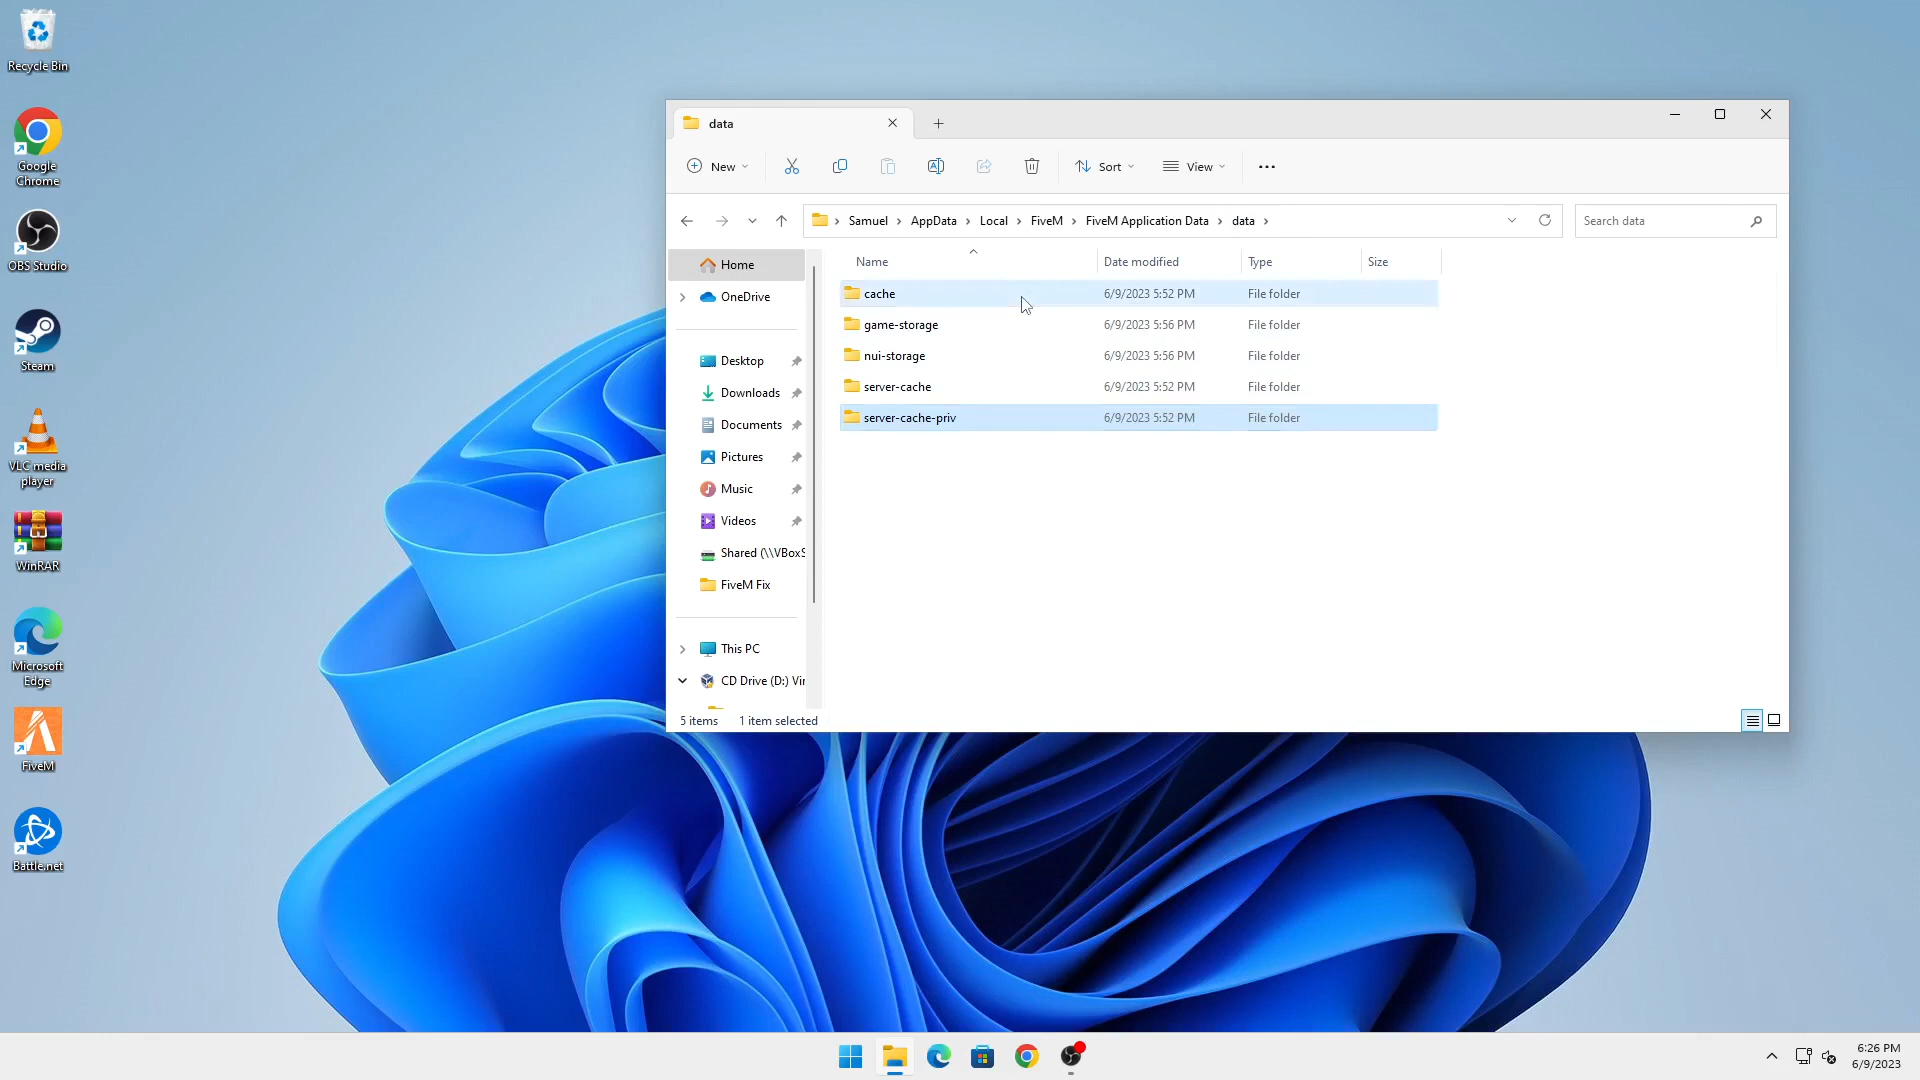 Recycle Bin
Google
Chrome
OBS Studio
Steam
VLC media
player
WinRAR
Microsoft
Edge
FiveM
Battle.net
data
New
Sort
View
Samuel
AppData
Local
FiveM
FiveM Application Data
data
Search data
Home
OneDrive
Desktop
Downloads
Documents
Pictures
Music
Videos
Shared (\\VBoxS
FiveM Fix
This PC
CD Drive (D:) Vir
Name Date modified Type Size
cache 6/9/2023 5:52 PM File folder
game-storage 6/9/2023 5:56 PM File folder
nui-storage 6/9/2023 5:56 PM File folder
server-cache 6/9/2023 5:52 PM File folder
server-cache-priv 6/9/2023 5:52 PM File folder
5 items 1 item selected
6:26 PM
6/9/2023